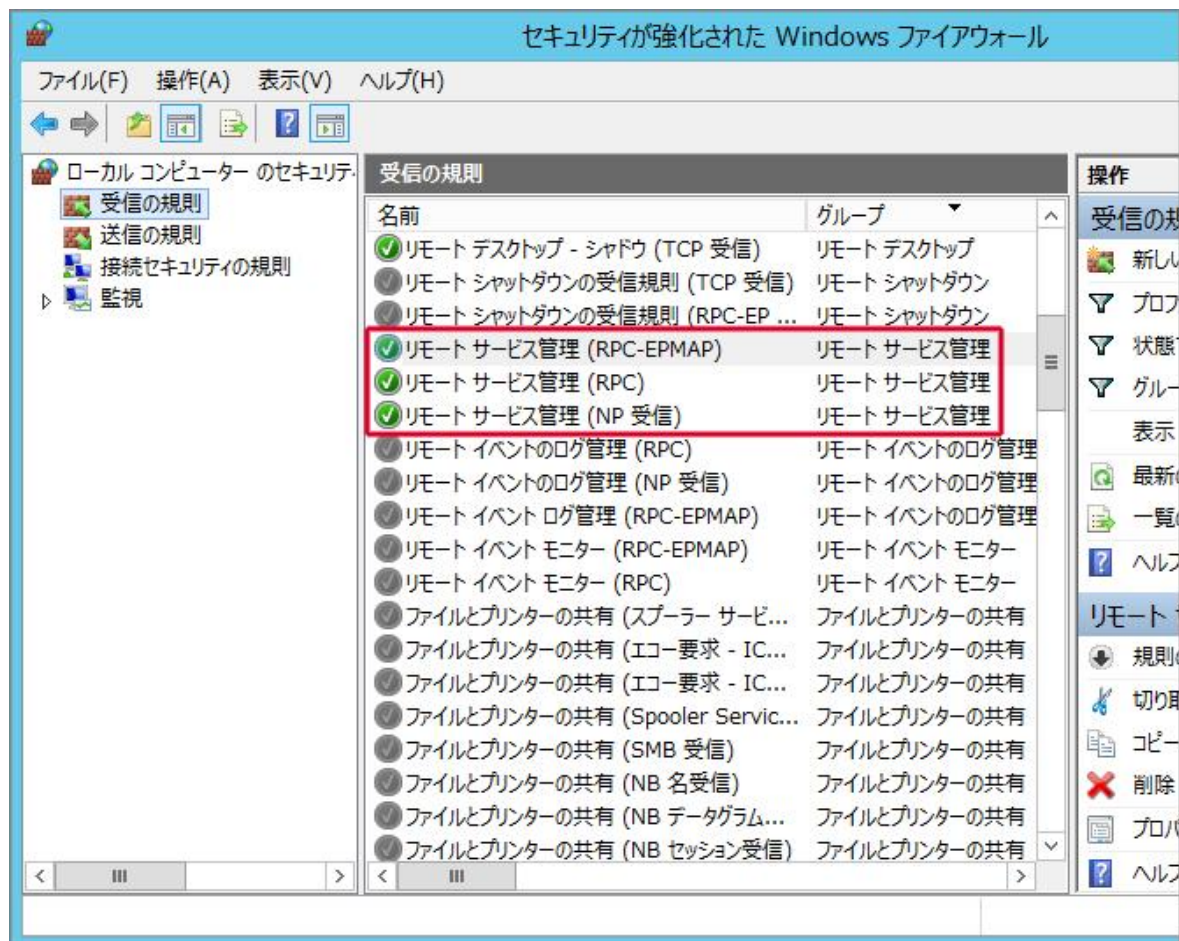 セキュリティが強化された Windows ファイアウォール
ファイル(F) 操作(A) 表示(V) ヘルプ(H)
ローカル コンピューター のセキュリティ
受信の規則
送信の規則
接続セキュリティの規則
監視
受信の規則
名前 グループ
リモート デスクトップ - シャドウ (TCP 受信) リモート デスクトップ
リモート シャットダウンの受信規則 (TCP 受信) リモート シャットダウン
リモート シャットダウンの受信規則 (RPC-EP ... リモート シャットダウン
リモート サービス管理 (RPC-EPMAP) リモート サービス管理
リモート サービス管理 (RPC) リモート サービス管理
リモート サービス管理 (NP 受信) リモート サービス管理
リモート イベントのログ管理 (RPC) リモート イベントのログ管理
リモート イベントのログ管理 (NP 受信) リモート イベントのログ管理
リモート イベント ログ管理 (RPC-EPMAP) リモート イベントのログ管理
リモート イベント モニター (RPC-EPMAP) リモート イベント モニター
リモート イベント モニター (RPC) リモート イベント モニター
ファイルとプリンターの共有 (スプーラー サービ... ファイルとプリンターの共有
ファイルとプリンターの共有 (エコー要求 - IC... ファイルとプリンターの共有
ファイルとプリンターの共有 (エコー要求 - IC... ファイルとプリンターの共有
ファイルとプリンターの共有 (Spooler Servic... ファイルとプリンターの共有
ファイルとプリンターの共有 (SMB 受信) ファイルとプリンターの共有
ファイルとプリンターの共有 (NB 名受信) ファイルとプリンターの共有
ファイルとプリンターの共有 (NB データグラム... ファイルとプリンターの共有
ファイルとプリンターの共有 (NB セッション受信) ファイルとプリンターの共有
操作
受信の規
新しい
プロフ
状態
グルー
表示
最新の
一覧の
ヘルプ
リモート
規則の
切り取
コピー
削除
プロパ
ヘルプ